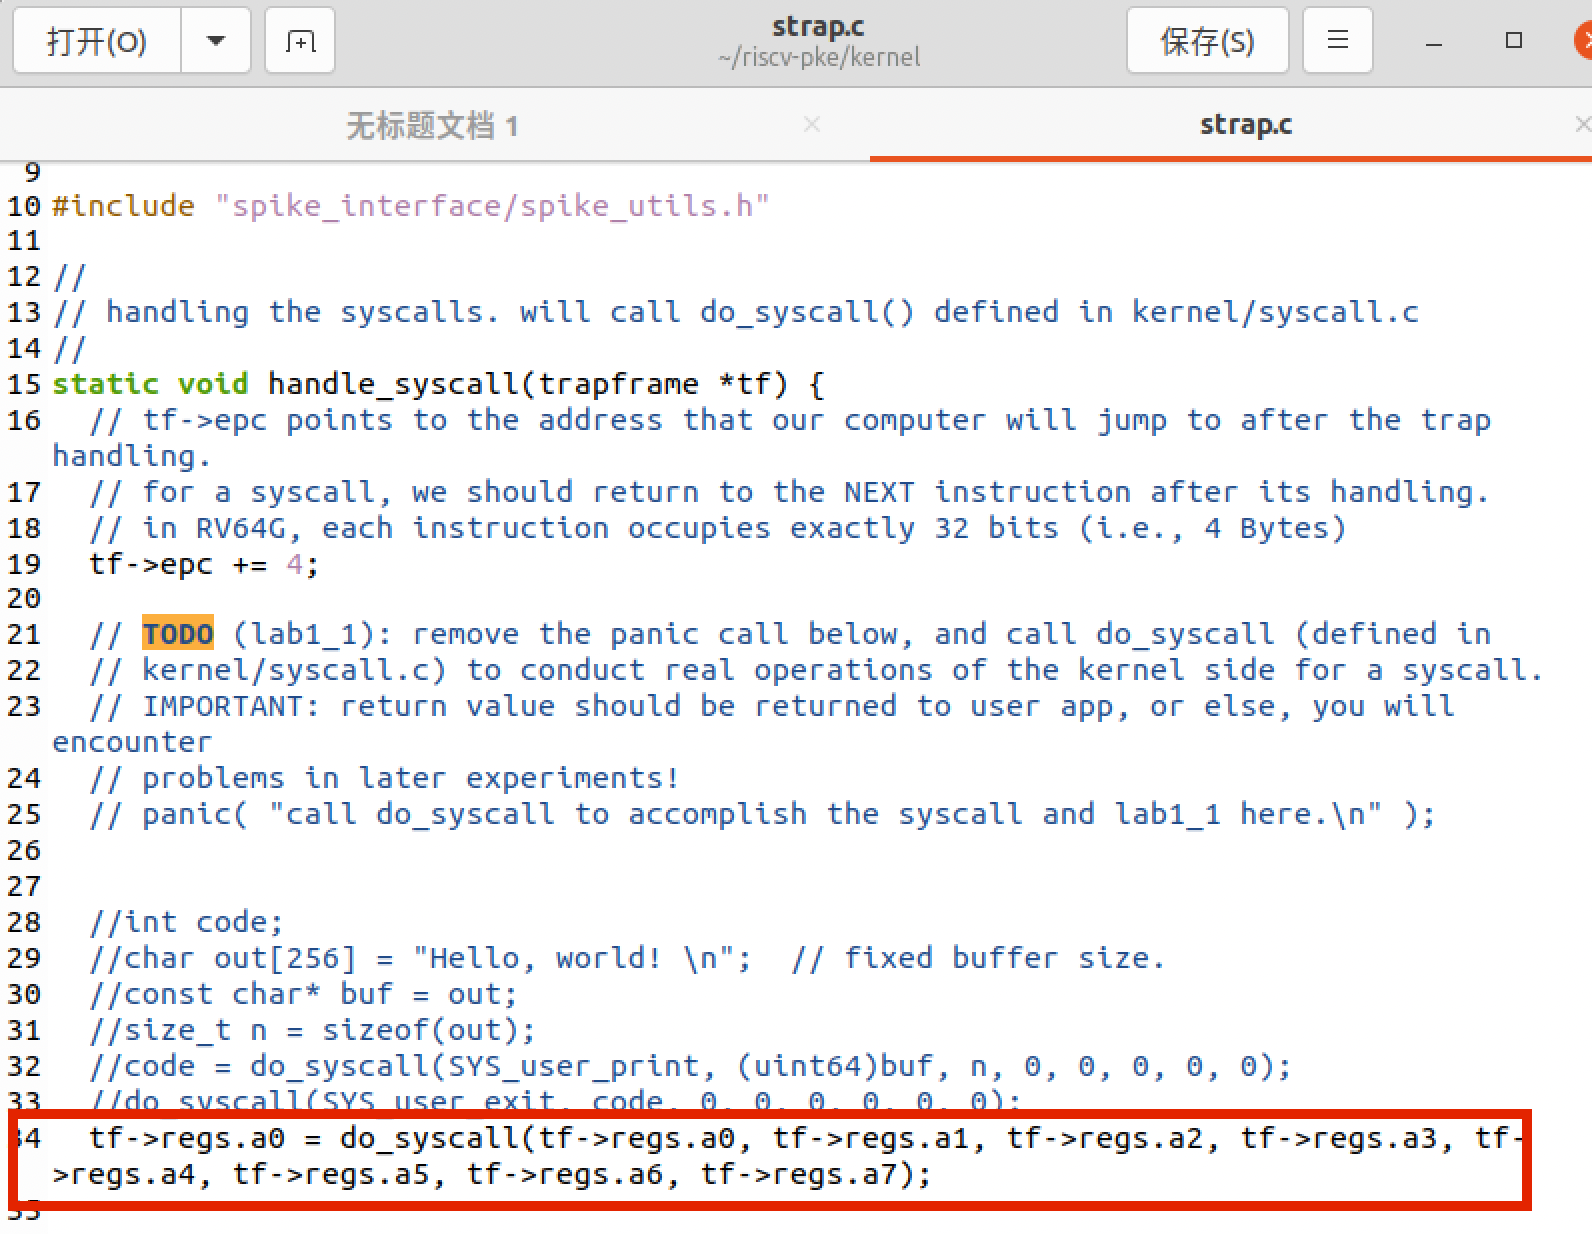 打开(O)
strap.c
~/riscv-pke/kernel
保存(S)
无标题文档 1
strap.c
9
10 #include "spike_interface/spike_utils.h"
11
12 //
13 // handling the syscalls. will call do_syscall() defined in kernel/syscall.c
14 //
15 static void handle_syscall(trapframe *tf) {
16   // tf->epc points to the address that our computer will jump to after the trap
handling.
17   // for a syscall, we should return to the NEXT instruction after its handling.
18   // in RV64G, each instruction occupies exactly 32 bits (i.e., 4 Bytes)
19   tf->epc += 4;
20
21   // TODO (lab1_1): remove the panic call below, and call do_syscall (defined in
22   // kernel/syscall.c) to conduct real operations of the kernel side for a syscall.
23   // IMPORTANT: return value should be returned to user app, or else, you will
encounter
24   // problems in later experiments!
25   // panic( "call do_syscall to accomplish the syscall and lab1_1 here.\n" );
26
27
28   //int code;
29   //char out[256] = "Hello, world! \n";  // fixed buffer size.
30   //const char* buf = out;
31   //size_t n = sizeof(out);
32   //code = do_syscall(SYS_user_print, (uint64)buf, n, 0, 0, 0, 0, 0);
33   //do_syscall(SYS_user_exit, code, 0, 0, 0, 0, 0, 0);
34   tf->regs.a0 = do_syscall(tf->regs.a0, tf->regs.a1, tf->regs.a2, tf->regs.a3, tf-
>regs.a4, tf->regs.a5, tf->regs.a6, tf->regs.a7);
35